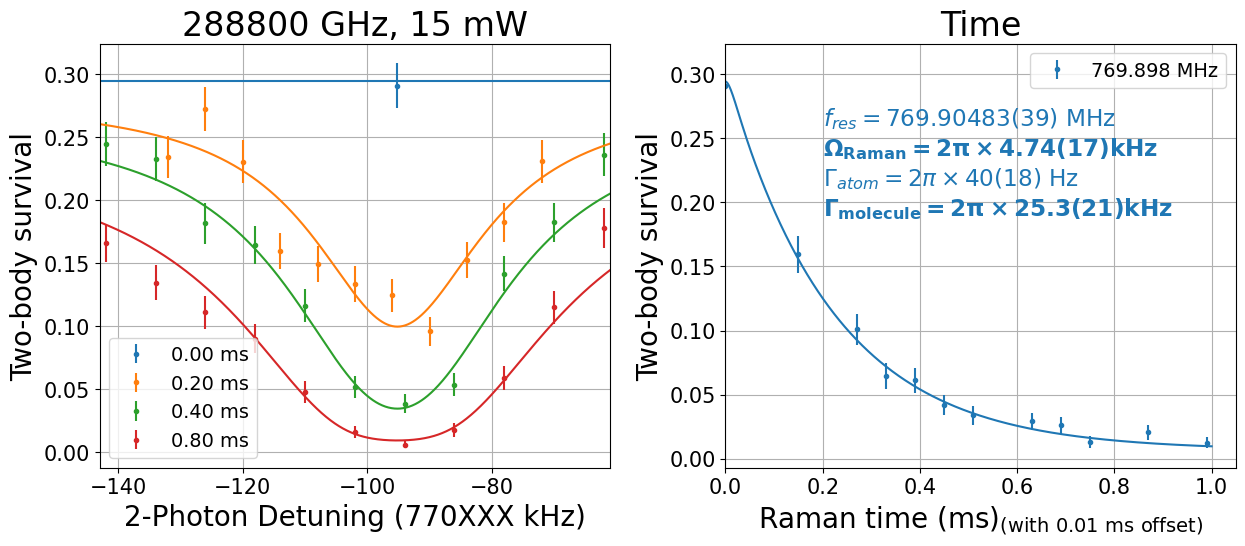 288800 GHz, 15 mW
Two-body survival
0.30
0.25
0.20
0.15
0.10
0.05
0.00
0.00 ms
0.20 ms
0.40 ms
0.80 ms
−140
−120
−100
−80
2-Photon Detuning (770XXX kHz)
Time
Two-body survival
0.30
0.25
0.20
0.15
0.10
0.05
0.00
769.898 MHz
f_res = 769.90483(39) MHz
Ω_Raman = 2π × 4.74(17)kHz
Γ_atom = 2π × 40(18) Hz
Γ_molecule = 2π × 25.3(21)kHz
0.0
0.2
0.4
0.6
0.8
1.0
Raman time (ms)(with 0.01 ms offset)